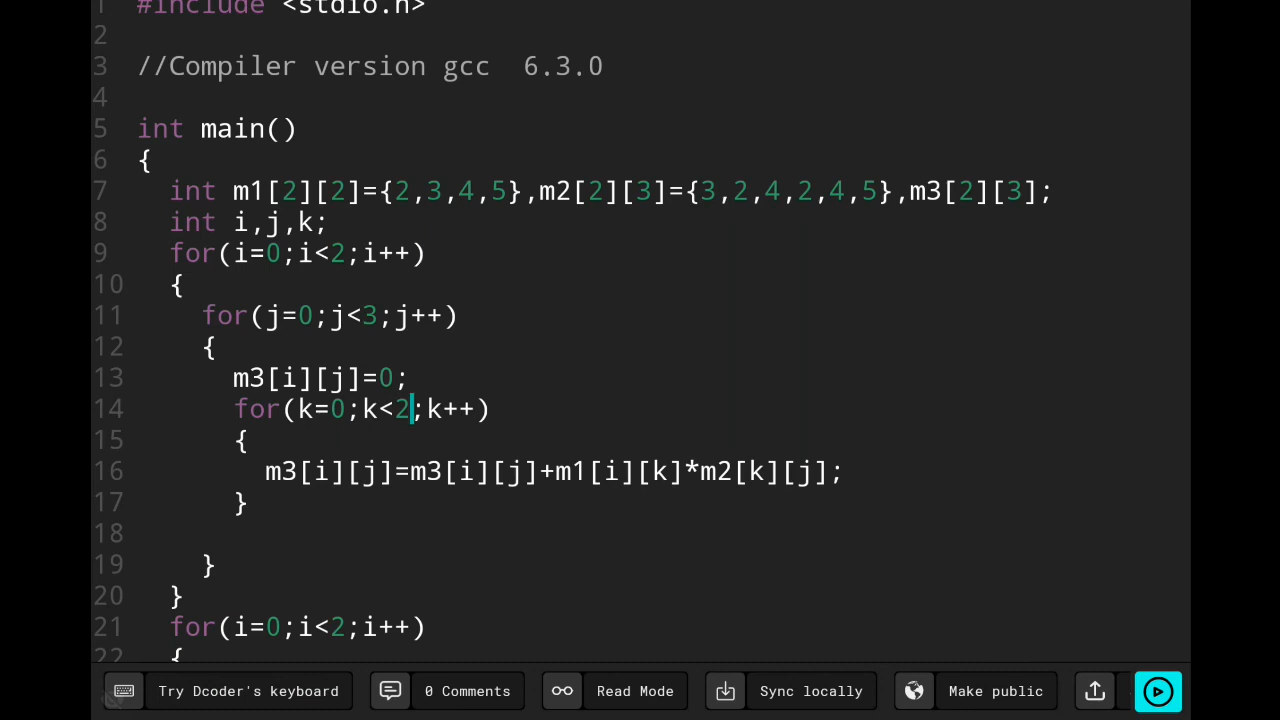 1 #include <stdio.h>
2
3 //Compiler version gcc  6.3.0
4
5 int main()
6 {
7   int m1[2][2]={2,3,4,5},m2[2][3]={3,2,4,2,4,5},m3[2][3];
8   int i,j,k;
9   for(i=0;i<2;i++)
10   {
11     for(j=0;j<3;j++)
12     {
13       m3[i][j]=0;
14       for(k=0;k<2;k++)
15       {
16         m3[i][j]=m3[i][j]+m1[i][k]*m2[k][j];
17       }
18
19     }
20   }
21   for(i=0;i<2;i++)
22   {
Try Dcoder's keyboard 0 Comments Read Mode Sync locally Make public